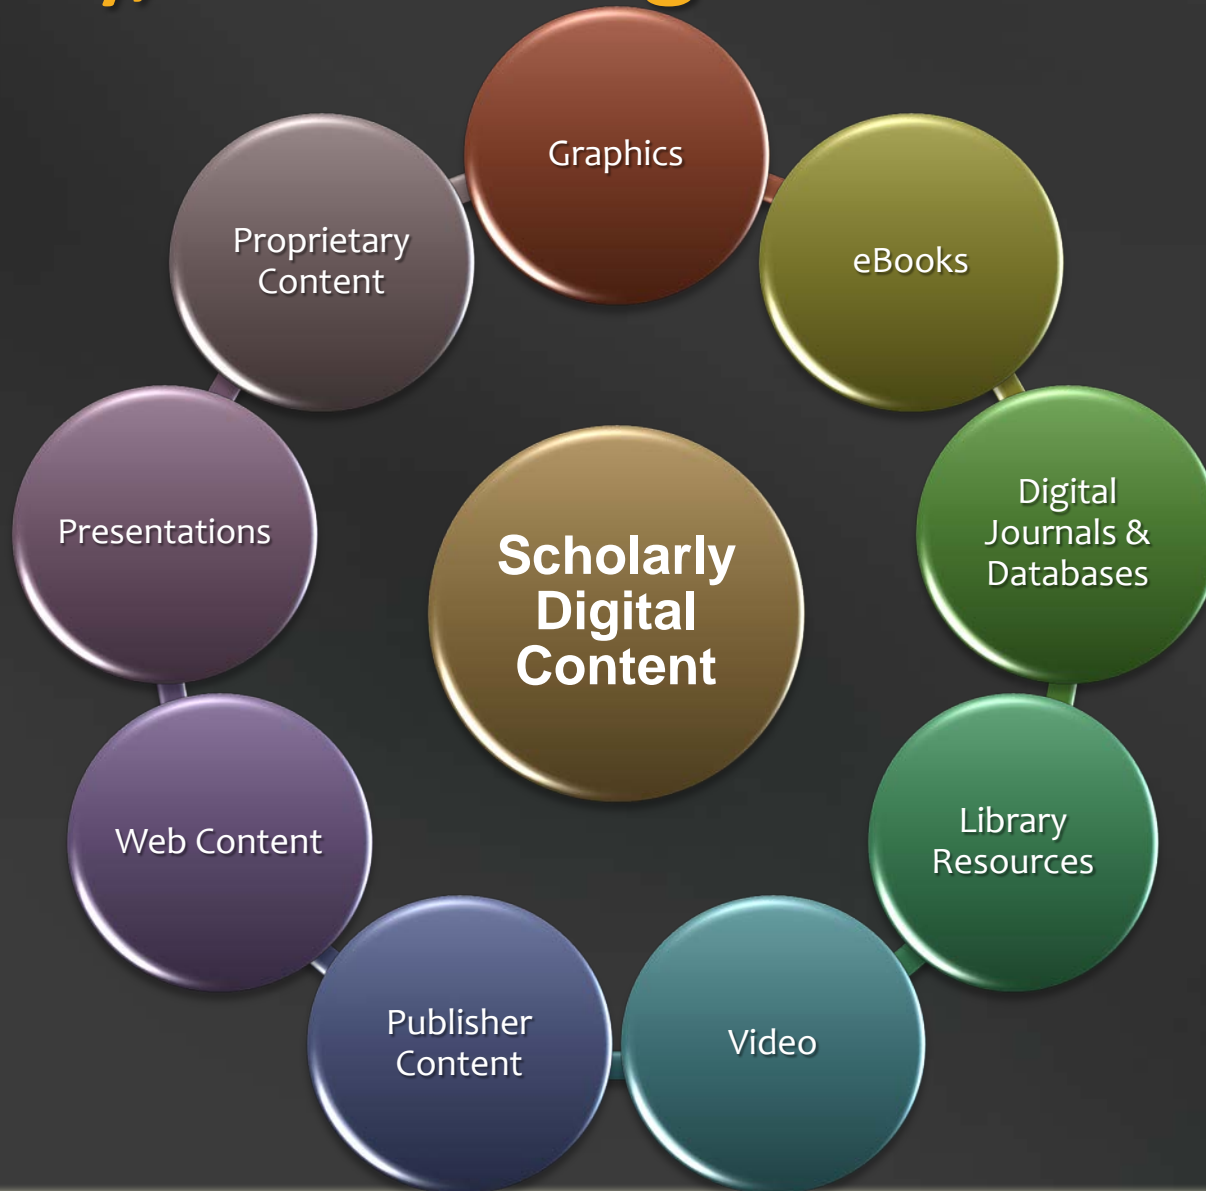 Graphics
eBooks
Digital
Journals &
Databases
Library
Resources
Video
Publisher
Content
Web Content
Presentations
Proprietary
Content
Scholarly
Digital
Content